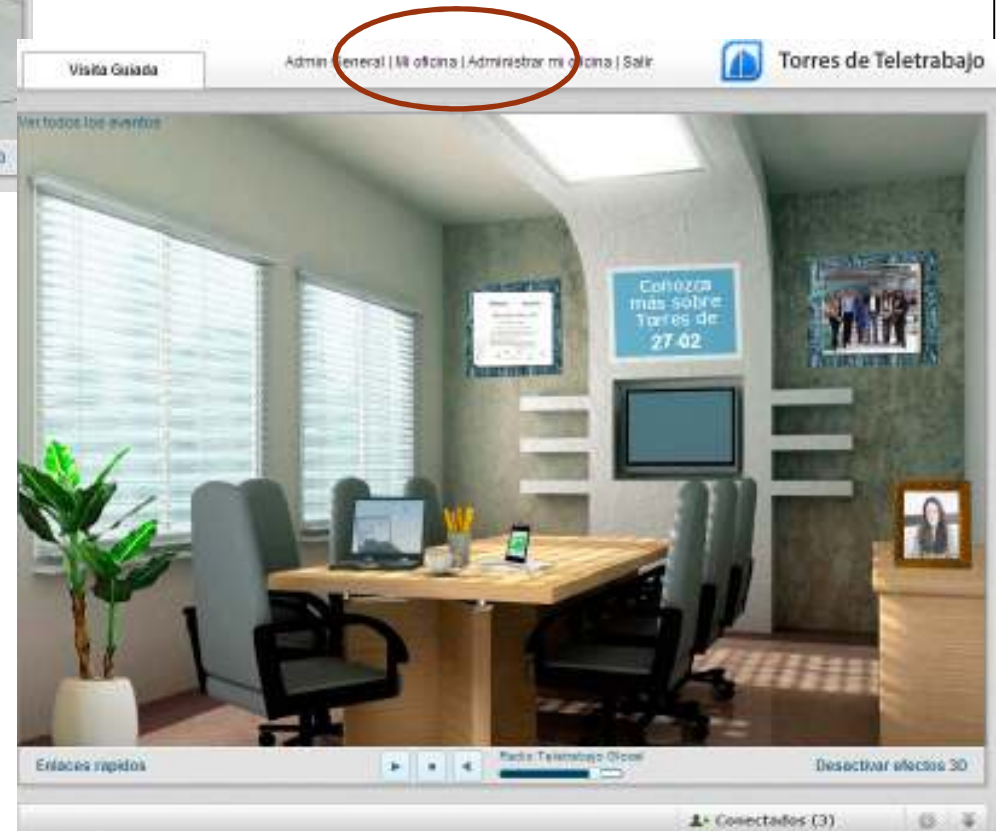 Visita Guiada
Admin General | Mi oficina | Administrar mi oficina | Salir
Torres de Teletrabajo
Ver todos los eventos
Conozca
más sobre
Torres de
27-02
Enlaces rapidos
Radio Teletrabajo Global
Desactivar efectos 3D
Conectados (3)